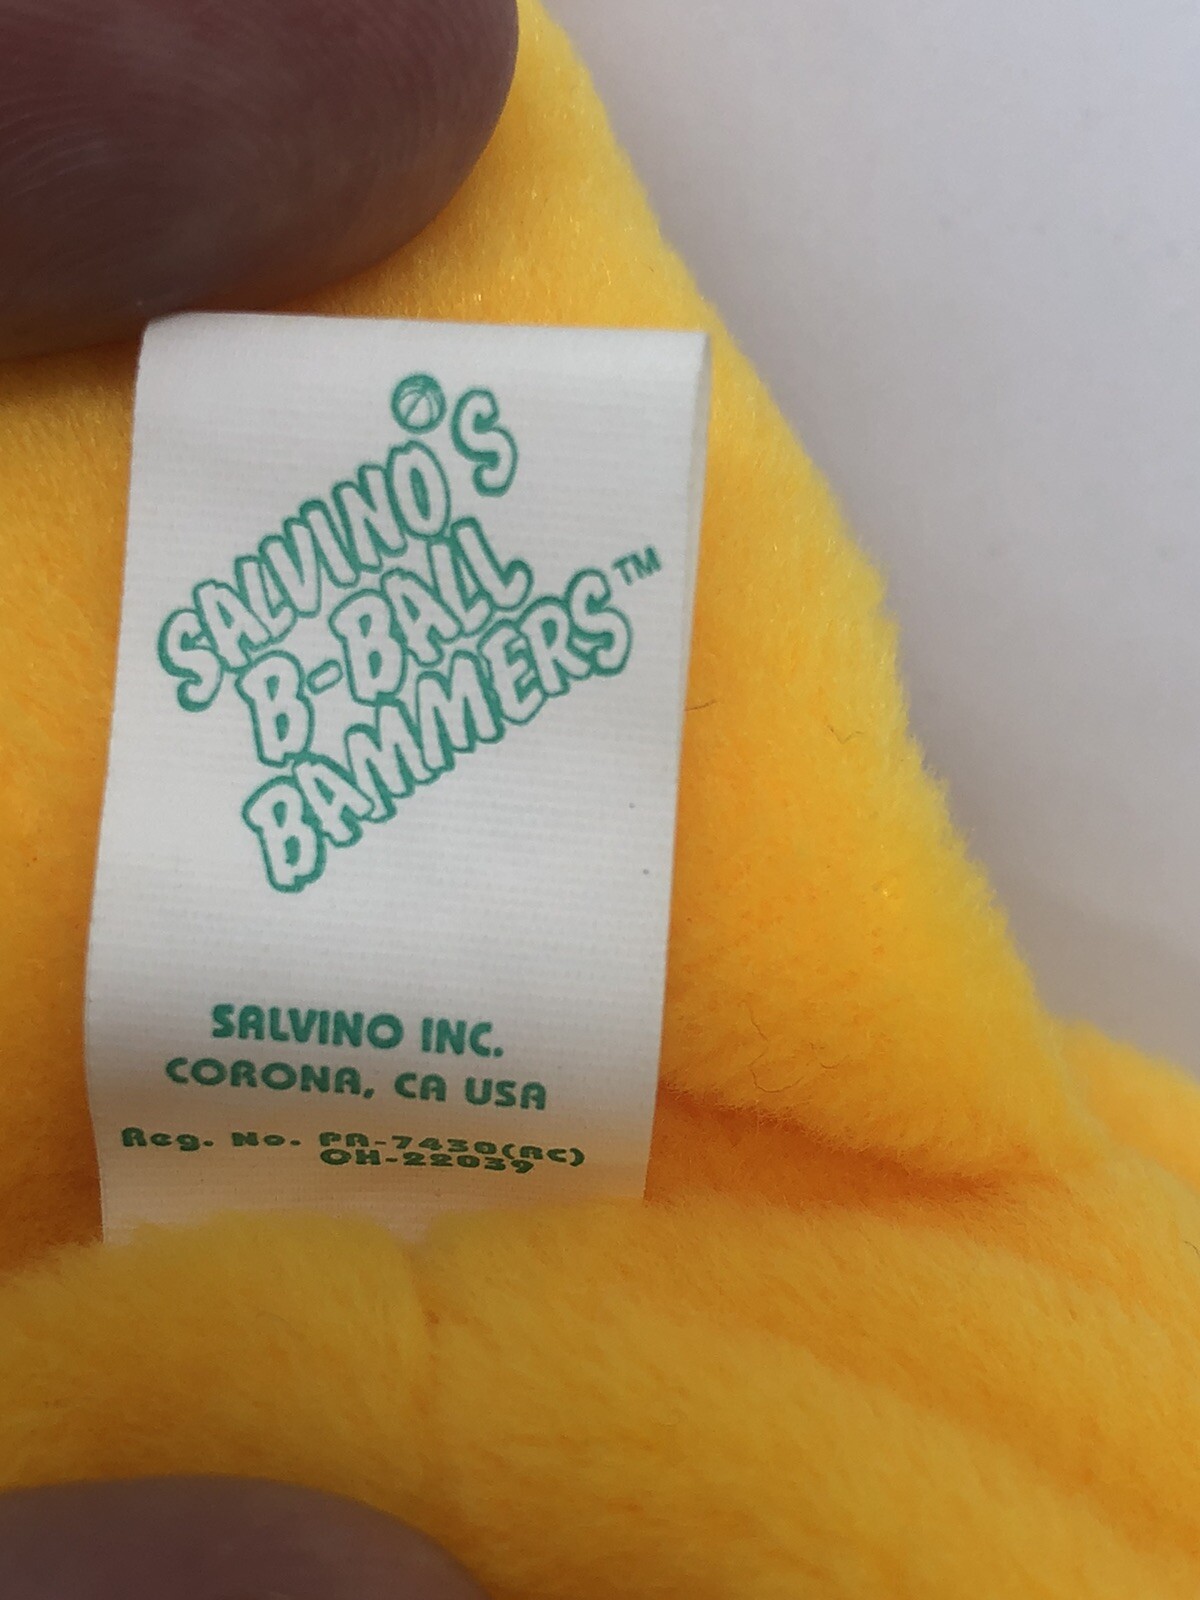 SALVINO'S
B-BALL
BAMMERS™
SALVINO INC.
CORONA, CA USA
Reg. No. PA-7430(RC)
OH-22039